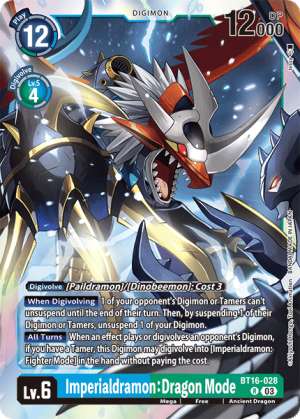 Play
12
DIGIMON
12000
DP
Digivolve
Lv.5
4
Digivolve [Paildramon]/[Dinobeemon]: Cost 3
When Digivolving 1 of your opponent's Digimon or Tamers can't
unsuspend until the end of their turn. Then, by suspending 1 of their
Digimon or Tamers, unsuspend 1 of your Digimon.
All Turns When an effect plays or digivolves an opponent's Digimon,
if you have a Tamer, this Digimon may digivolve into [Imperialdramon:
Fighter Mode] in the hand without paying the cost.
Lv.6
Imperialdramon:Dragon Mode
BT16-028
R
03
Mega
Free
Ancient Dragon